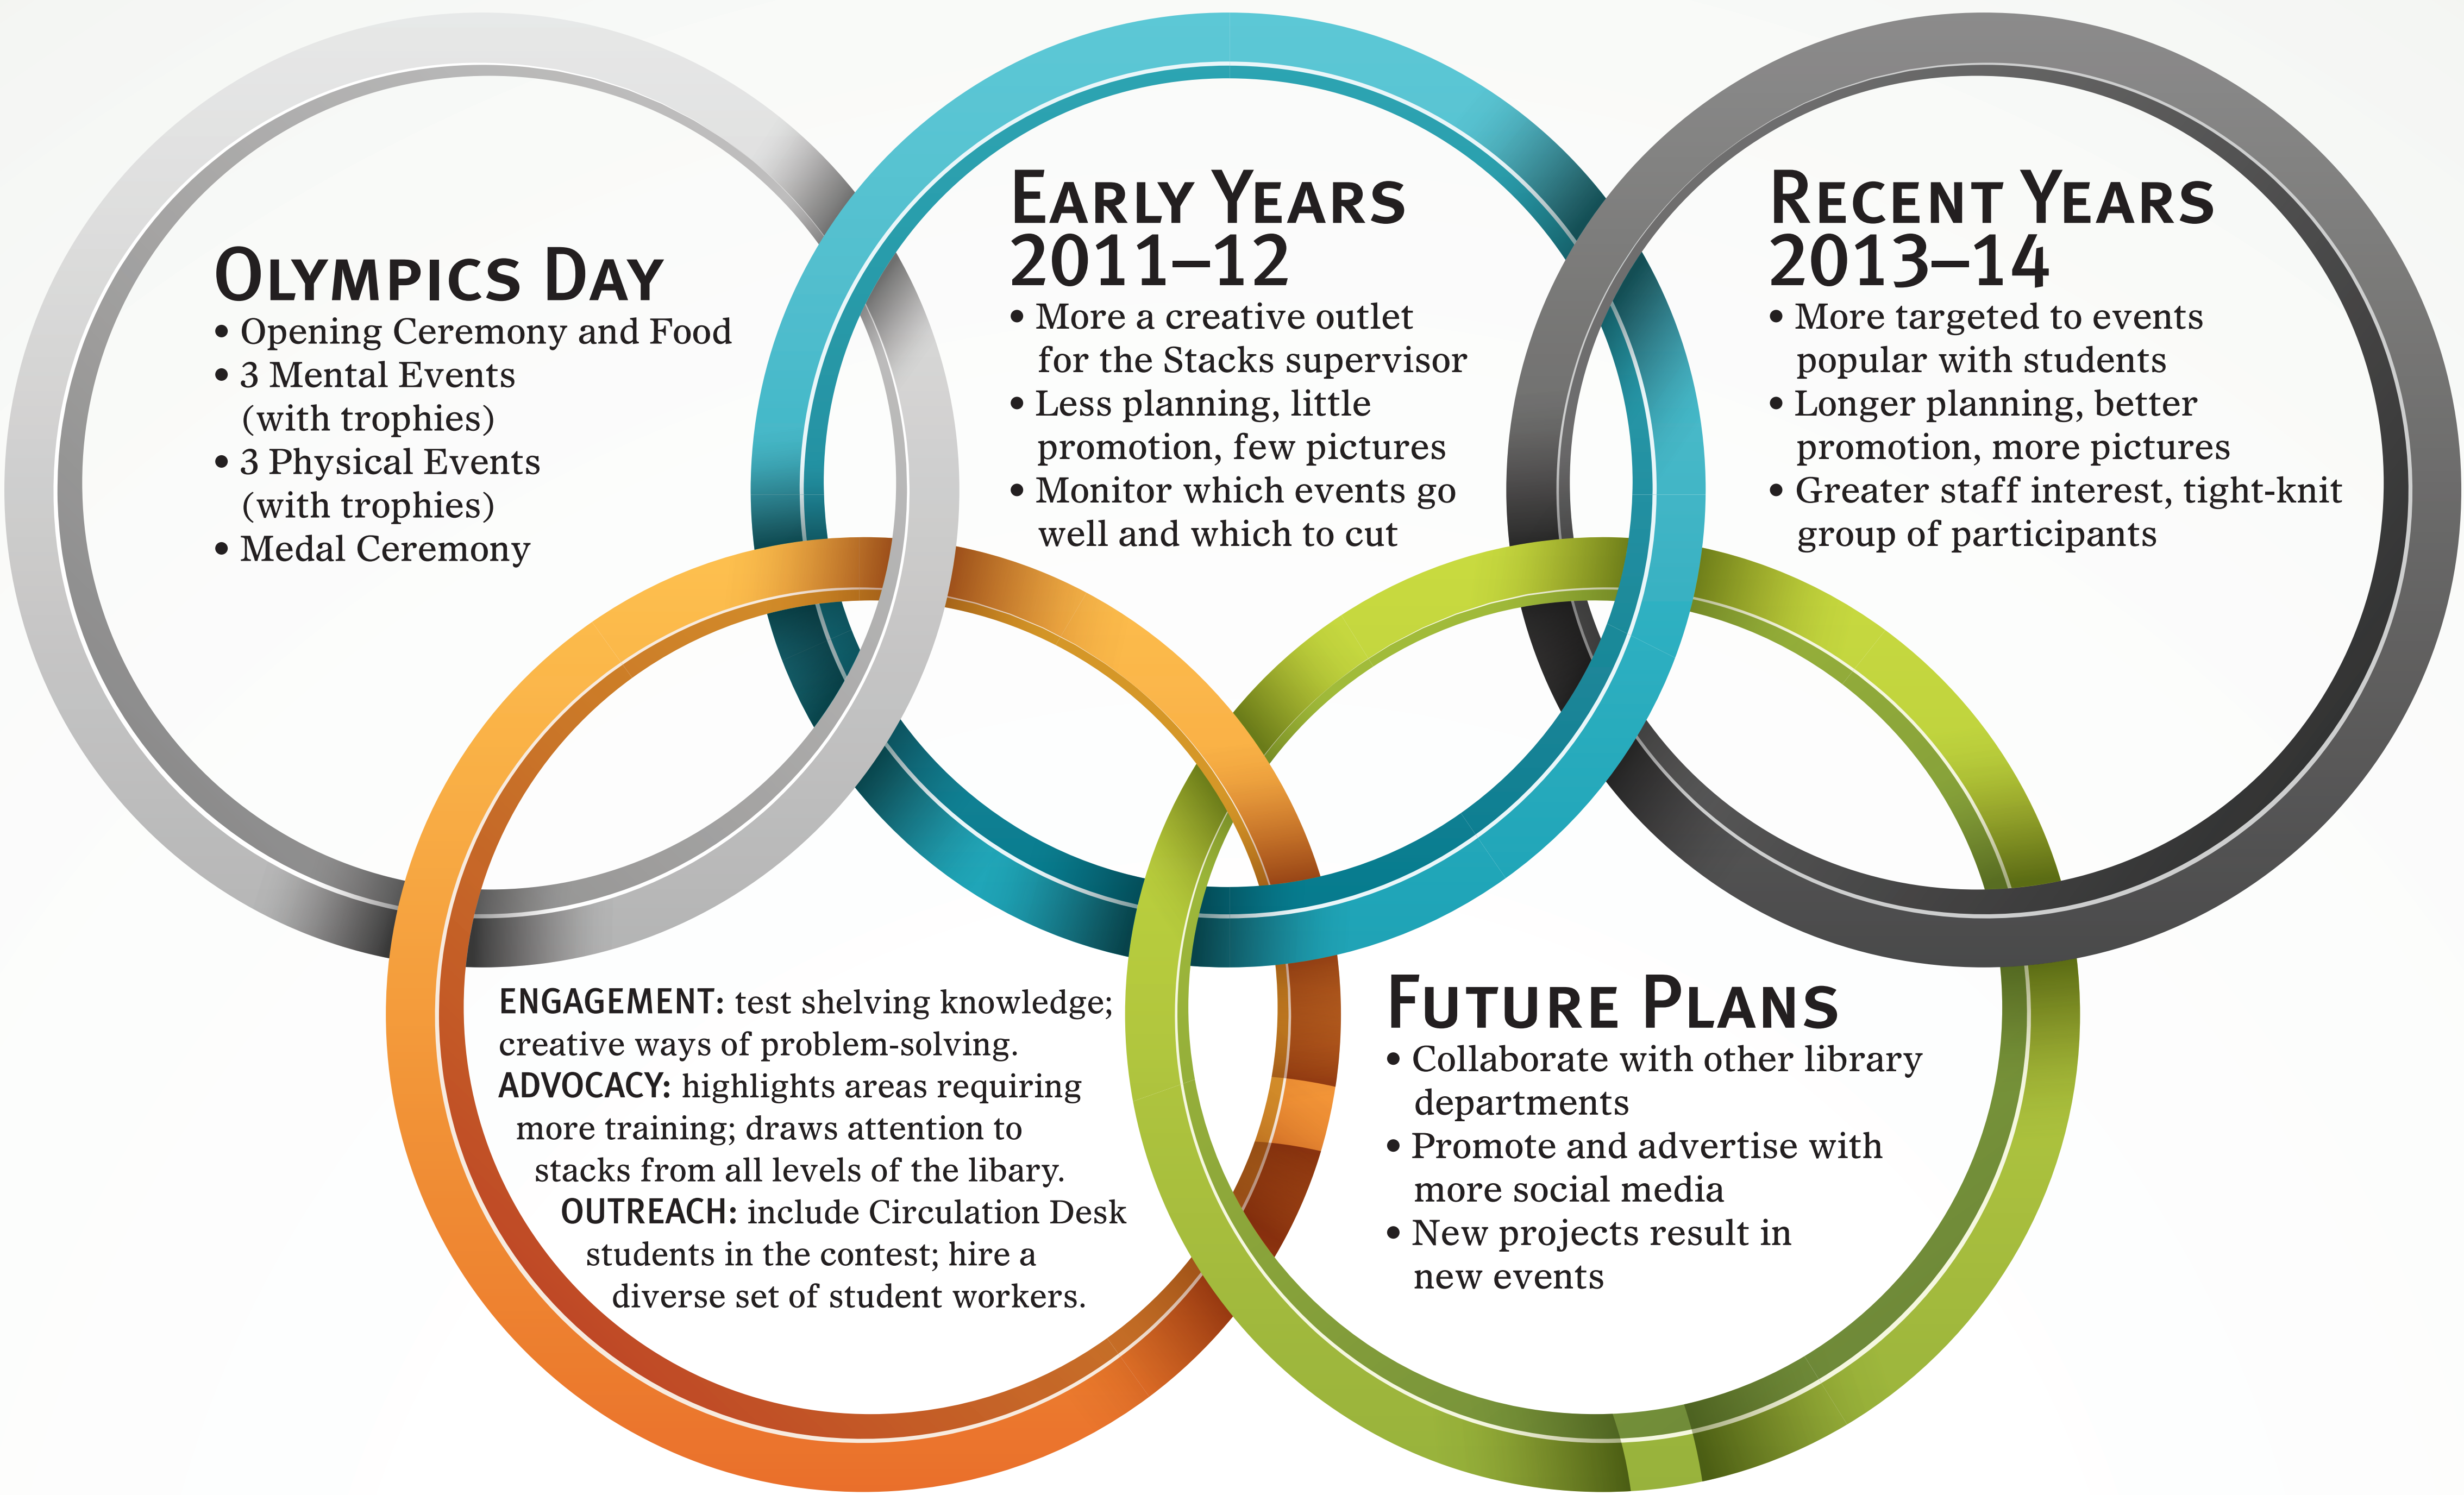 OLYMPICS DAY
• Opening Ceremony and Food
• 3 Mental Events
(with trophies)
• 3 Physical Events
(with trophies)
• Medal Ceremony
EARLY YEARS
2011–12
• More a creative outlet
for the Stacks supervisor
• Less planning, little
promotion, few pictures
• Monitor which events go
well and which to cut
RECENT YEARS
2013–14
• More targeted to events
popular with students
• Longer planning, better
promotion, more pictures
• Greater staff interest, tight-knit
group of participants
ENGAGEMENT: test shelving knowledge;
creative ways of problem-solving.
ADVOCACY: highlights areas requiring
more training; draws attention to
stacks from all levels of the libary.
OUTREACH: include Circulation Desk
students in the contest; hire a
diverse set of student workers.
FUTURE PLANS
• Collaborate with other library
departments
• Promote and advertise with
more social media
• New projects result in
new events